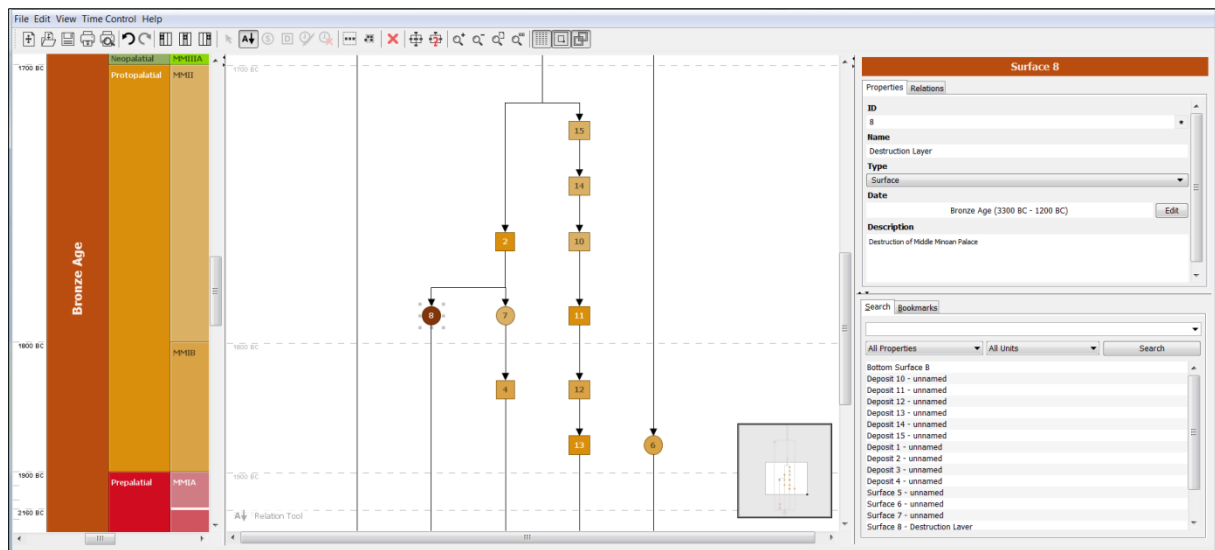 File Edit View Time Control Help
Neopalatial MMIIIA
1700 BC
Protopalatial MMII
Bronze Age
1800 BC
MMIB
1900 BC
Prepalatial MMIA
2160 BC
1700 BC
15
14
2 10
8 7 11
1800 BC
4 12
13 6
1900 BC
A Relation Tool
Surface 8
Properties Relations
ID
8 *
Name
Destruction Layer
Type
Surface
Date
Bronze Age (3300 BC - 1200 BC) Edit
Description
Destruction of Middle Minoan Palace
Search Bookmarks
All Properties All Units Search
Bottom Surface B
Deposit 10 - unnamed
Deposit 11 - unnamed
Deposit 12 - unnamed
Deposit 13 - unnamed
Deposit 14 - unnamed
Deposit 15 - unnamed
Deposit 1 - unnamed
Deposit 2 - unnamed
Deposit 3 - unnamed
Deposit 4 - unnamed
Surface 5 - unnamed
Surface 6 - unnamed
Surface 7 - unnamed
Surface 8 - Destruction Layer